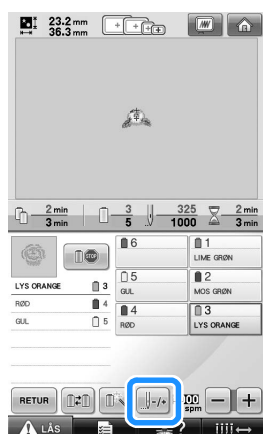 23.2 mm
36.3 mm
2 min 3 325 2 min
3 min 5 1000 3 min
6 1
LIME GRØN
STOP
LYS ORANGE 3
5 2
GUL MOS GRØN
RØD 4
GUL 5
4 3
RØD LYS ORANGE
RETUR -/+ 00 spm - +
LÅS ?